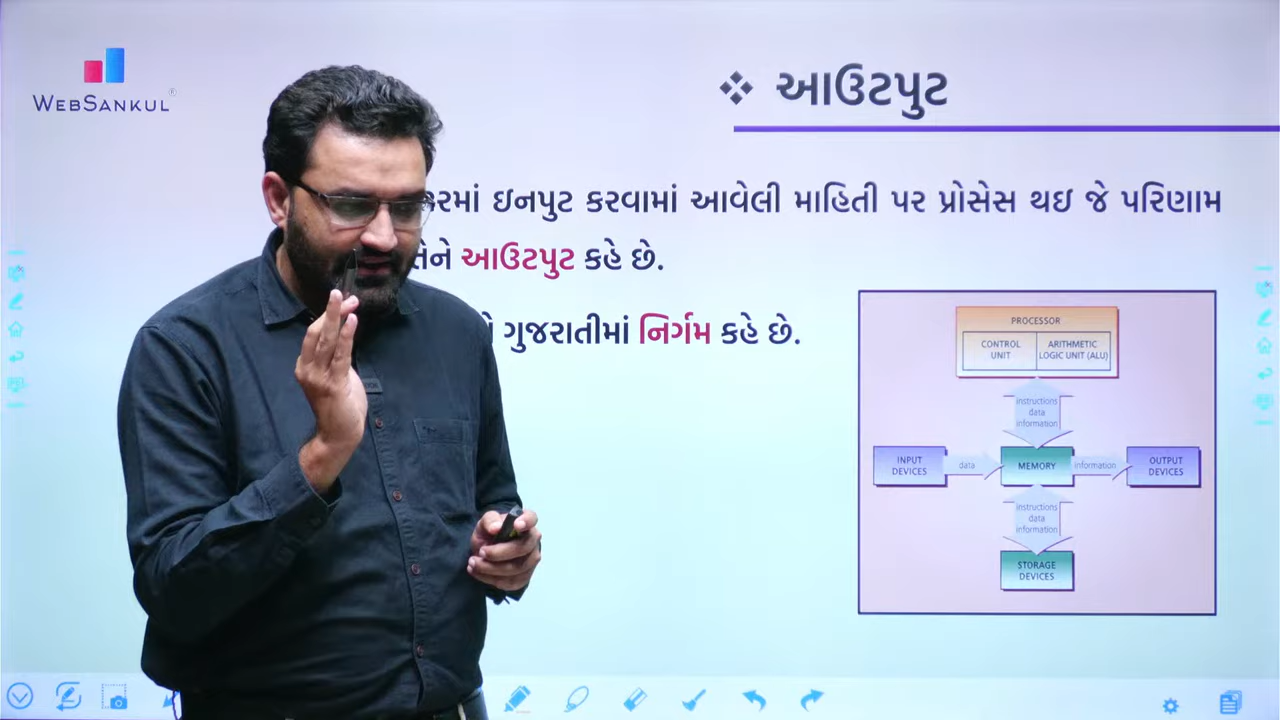 WEBSANKUL®
❖ આઉટપુટ
ઇનપુટ કરવામાં આવેલી માહિતી પર પ્રોસેસ થઇ જે પરિણામ
આઉટપુટ કહે છે.
ગુજરાતીમાં નિર્ગમ કહે છે.
PROCESSOR
CONTROL
UNIT
ARITHMETIC
LOGIC UNIT (ALU)
instructions
data
information
INPUT
DEVICES
data
MEMORY
information
OUTPUT
DEVICES
instructions
data
information
STORAGE
DEVICES